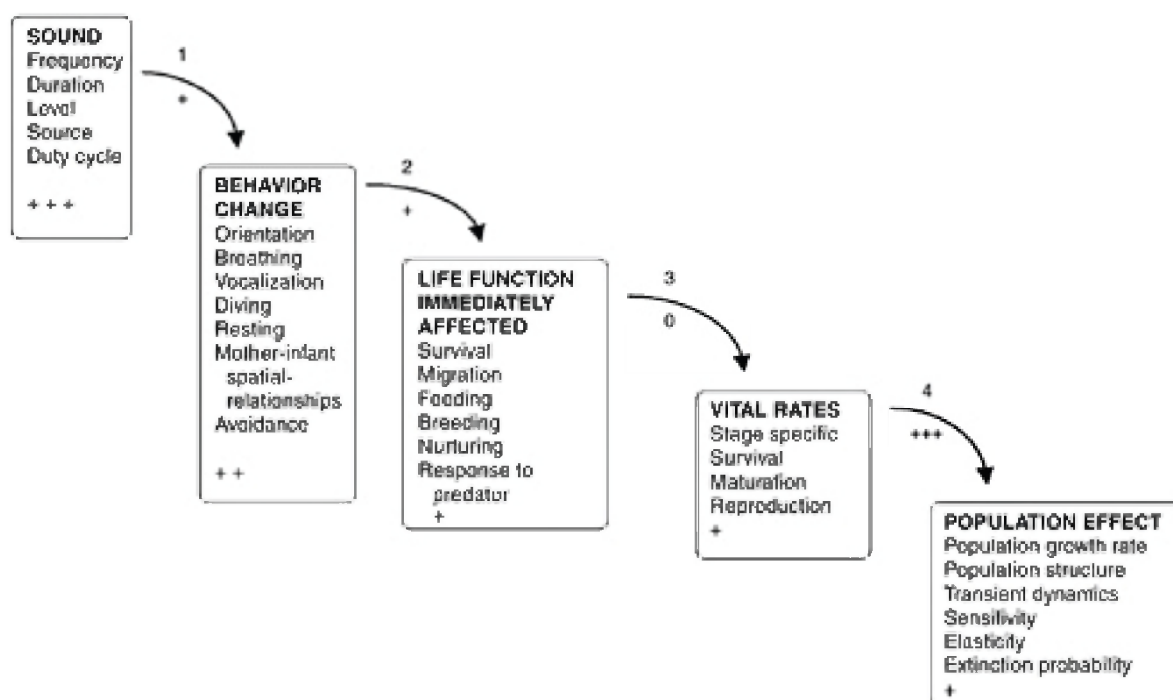 SOUND
Frequency
Duration
Level
Source
Duty cycle
+ + +
1
+
BEHAVIOR
CHANGE
Orientation
Breathing
Vocalization
Diving
Resting
Mother-infant
spatial-
relationships
Avoidance
+ +
2
+
LIFE FUNCTION
IMMEDIATELY
AFFECTED
Survival
Migration
Feeding
Breeding
Nurturing
Response to
predator
+
3
0
VITAL RATES
Stage specific
Survival
Maturation
Reproduction
+
4
+++
POPULATION EFFECT
Population growth rate
Population structure
Transient dynamics
Sensitivity
Elasticity
Extinction probability
+